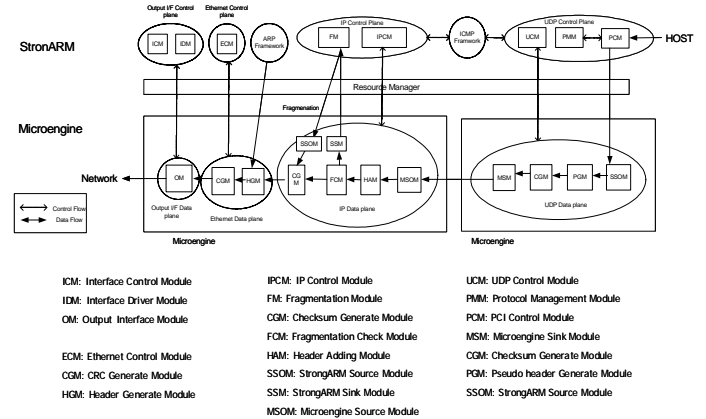 Output I/F Control plane
Ethernet Control plane
IP Control Plane
UDP Control Plane
StronARM
ICM
IDM
ECM
ARP Framework
FM
IPCM
ICMP Framwork
UCM
PMM
PCM
HOST
Resource Manager
Fragmenation
Microengine
SSOM
SSM
Network
OM
CGM
HGM
CG M
FCM
HAM
MSOM
MSM
CGM
PGM
SSOM
Output I/F Data plane
Ethernet Data plane
IP Data plane
UDP Data plane
Control Flow
Data Flow
Microengine
Microengine
ICM: Interface Control Module
IDM: Interface Driver Module
OM: Output Interface Module
ECM: Ethernet Control Module
CGM: CRC Generate Module
HGM: Header Generate Module
IPCM: IP Control Module
FM: Fragmentation Module
CGM: Checksum Generate Module
FCM: Fragmentation Check Module
HAM: Header Adding Module
SSOM: StrongARM Source Module
SSM: StrongARM Sink Module
MSOM: Microengine Source Module
UCM: UDP Control Module
PMM: Protocol Management Module
PCM: PCI Control Module
MSM: Microengine Sink Module
CGM: Checksum Generate Module
PGM: Pseudo header Generate Module
SSOM: StrongARM Source Module